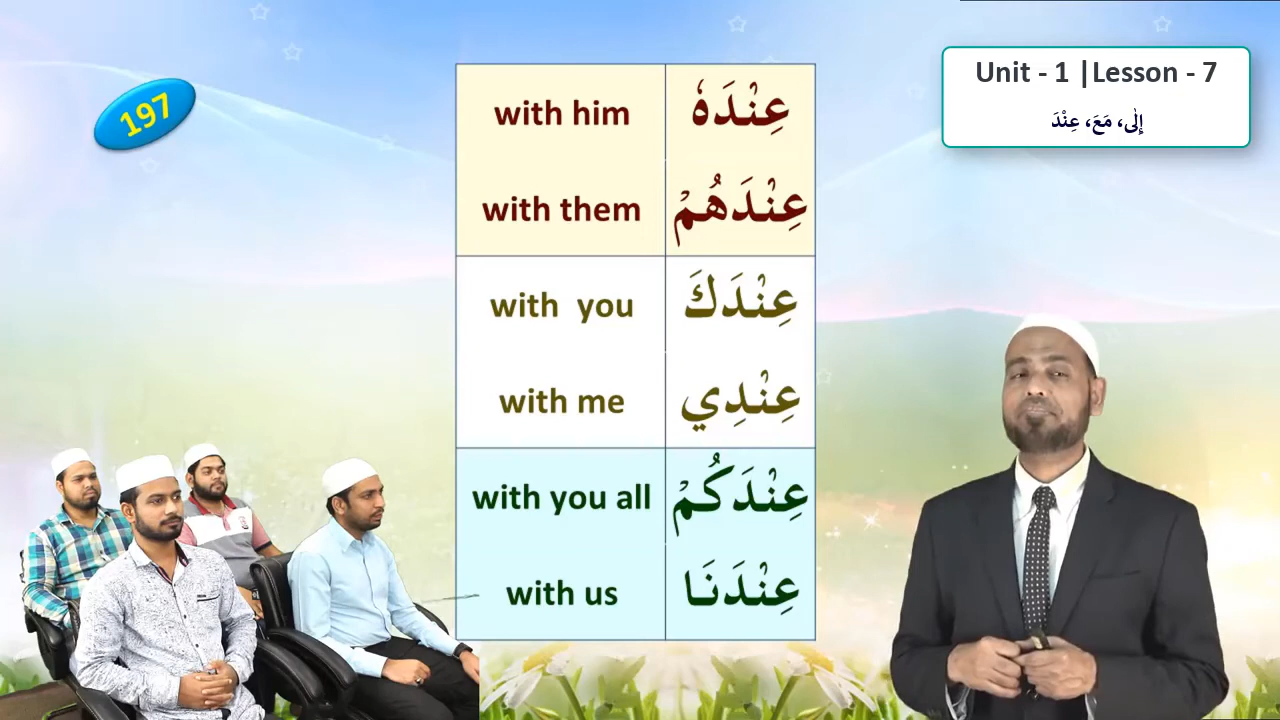 197
Unit - 1 | Lesson - 7
إِلٰى، مَعَ، عِنْدَ
with him عِنْدَهٗ
with them عِنْدَهُمْ
with you عِنْدَكَ
with me عِنْدِي
with you all عِنْدَكُمْ
with us عِنْدَنَا